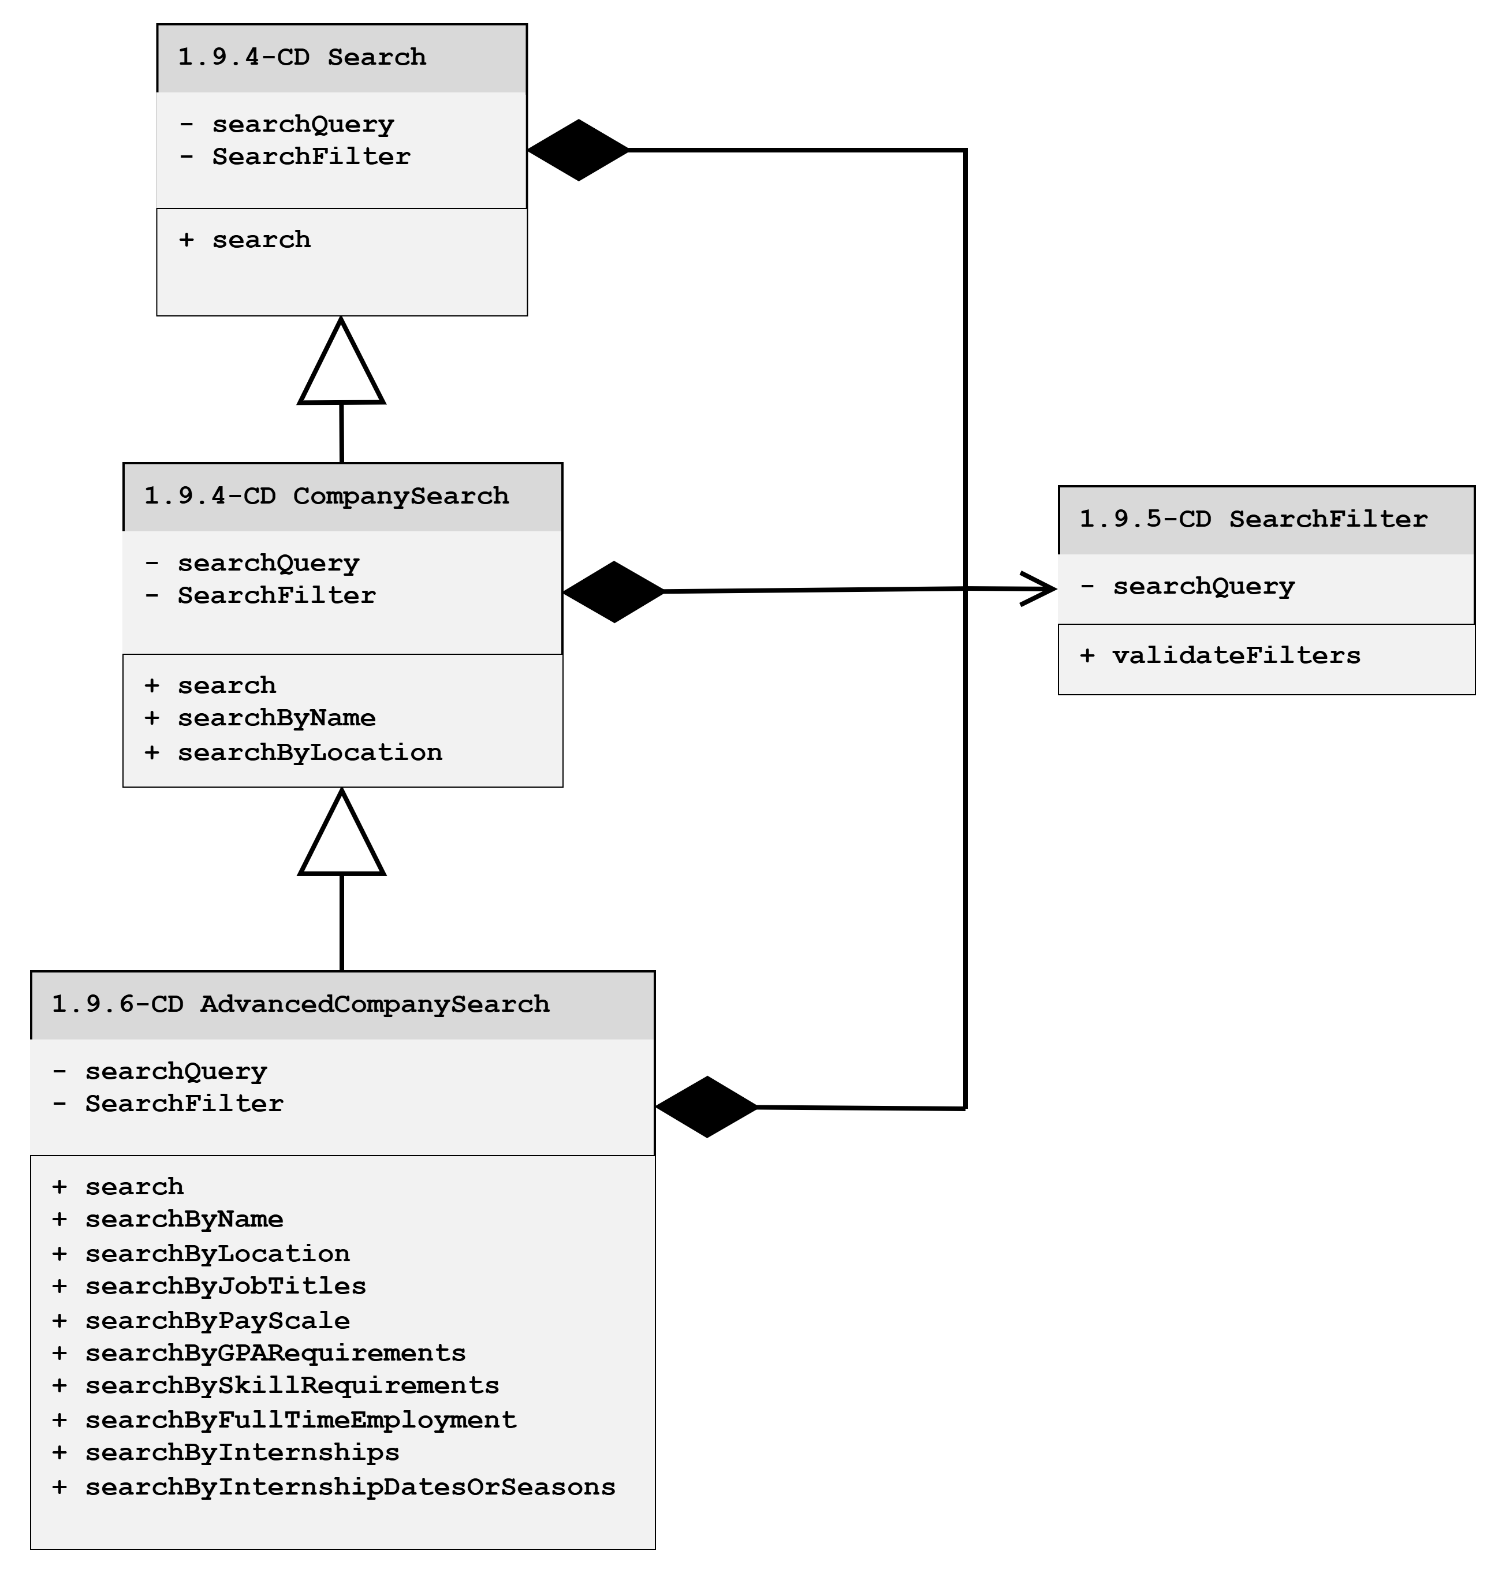 1.9.4-CD Search
- searchQuery
- SearchFilter
+ search
1.9.4-CD CompanySearch
- searchQuery
- SearchFilter
+ search
+ searchByName
+ searchByLocation
1.9.5-CD SearchFilter
- searchQuery
+ validateFilters
1.9.6-CD AdvancedCompanySearch
- searchQuery
- SearchFilter
+ search
+ searchByName
+ searchByLocation
+ searchByJobTitles
+ searchByPayScale
+ searchByGPARequirements
+ searchBySkillRequirements
+ searchByFullTimeEmployment
+ searchByInternships
+ searchByInternshipDatesOrSeasons